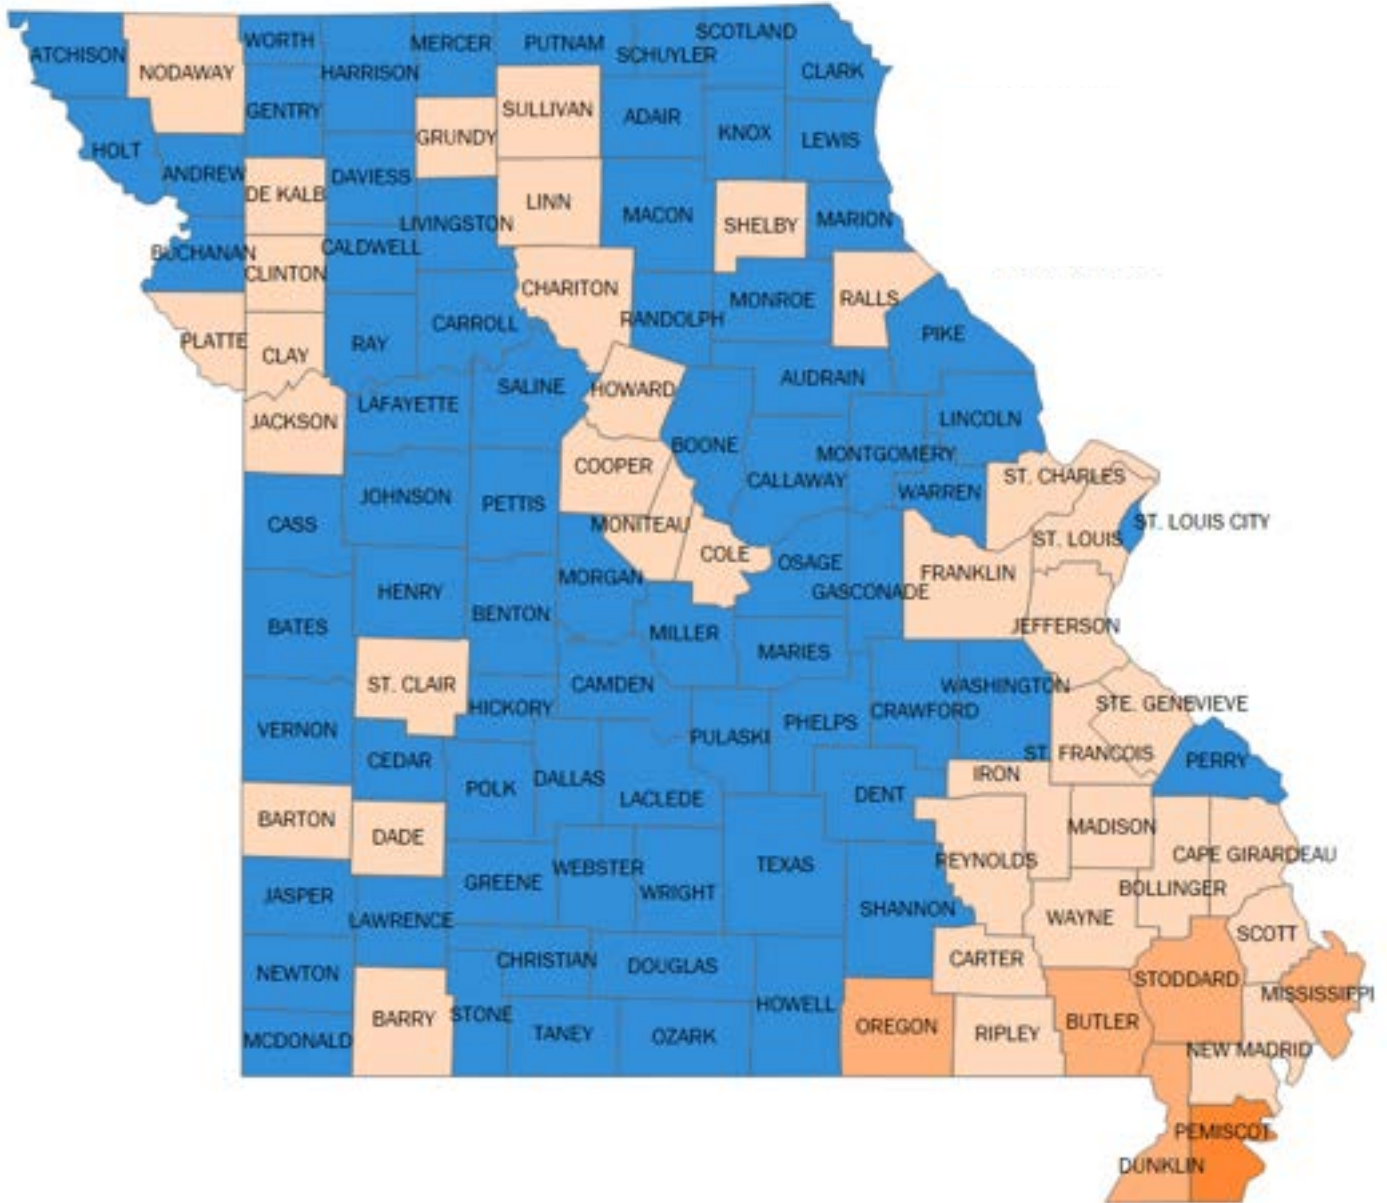 ATCHISON
NODAWAY
WORTH
HARRISON
MERCER
PUTNAM
SCHUYLER
SCOTLAND
CLARK
GENTRY
SULLIVAN
ADAIR
KNOX
LEWIS
HOLT
ANDREW
DE KALB
DAVIESS
GRUNDY
LIVINGSTON
LINN
MACON
SHELBY
MARION
BUCHANAN
CLINTON
CALDWELL
CHARITON
RANDOLPH
MONROE
RALLS
PIKE
PLATTE
CLAY
RAY
CARROLL
JACKSON
LAFAYETTE
SALINE
HOWARD
BOONE
AUDRAIN
LINCOLN
CALLAWAY
MONTGOMERY
WARREN
ST. CHARLES
ST. LOUIS
ST. LOUIS CITY
CASS
JOHNSON
PETTIS
COOPER
MONITEAU
COLE
OSAGE
GASCONADE
FRANKLIN
JEFFERSON
BATES
HENRY
BENTON
MORGAN
MILLER
MARIES
ST. CLAIR
HICKORY
CAMDEN
PULASKI
PHELPS
CRAWFORD
WASHINGTON
STE. GENEVIEVE
ST. FRANCOIS
PERRY
VERNON
CEDAR
POLK
DALLAS
LACLEDE
DENT
IRON
MADISON
CAPE GIRARDEAU
BARTON
DADE
GREENE
WEBSTER
WRIGHT
TEXAS
REYNOLDS
BOLLINGER
JASPER
LAWRENCE
SHANNON
WAYNE
SCOTT
NEWTON
CHRISTIAN
DOUGLAS
HOWELL
CARTER
STODDARD
MISSISSIPPI
MCDONALD
BARRY
STONE
TANEY
OZARK
OREGON
RIPLEY
BUTLER
NEW MADRID
PEMISCOT
DUNKLIN